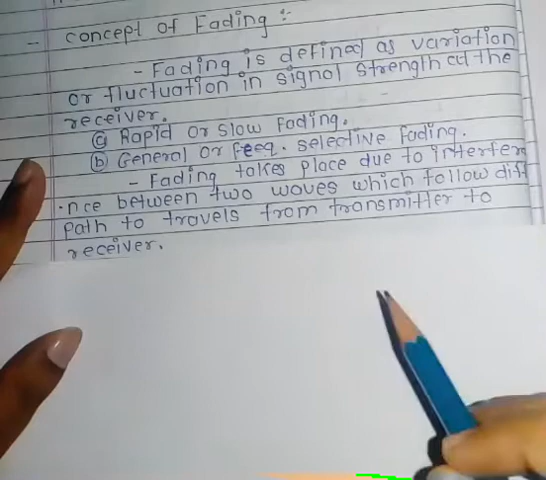 - concept of Fading :-
- Fading is defined as variation
or fluctuation in signal strength at the
receiver.
ⓐ Rapid or slow fading.
ⓑ General or freq. selective fading.
- Fading takes place due to interfere
nce between two waves which follow diff
path to travels from transmitter to
receiver.